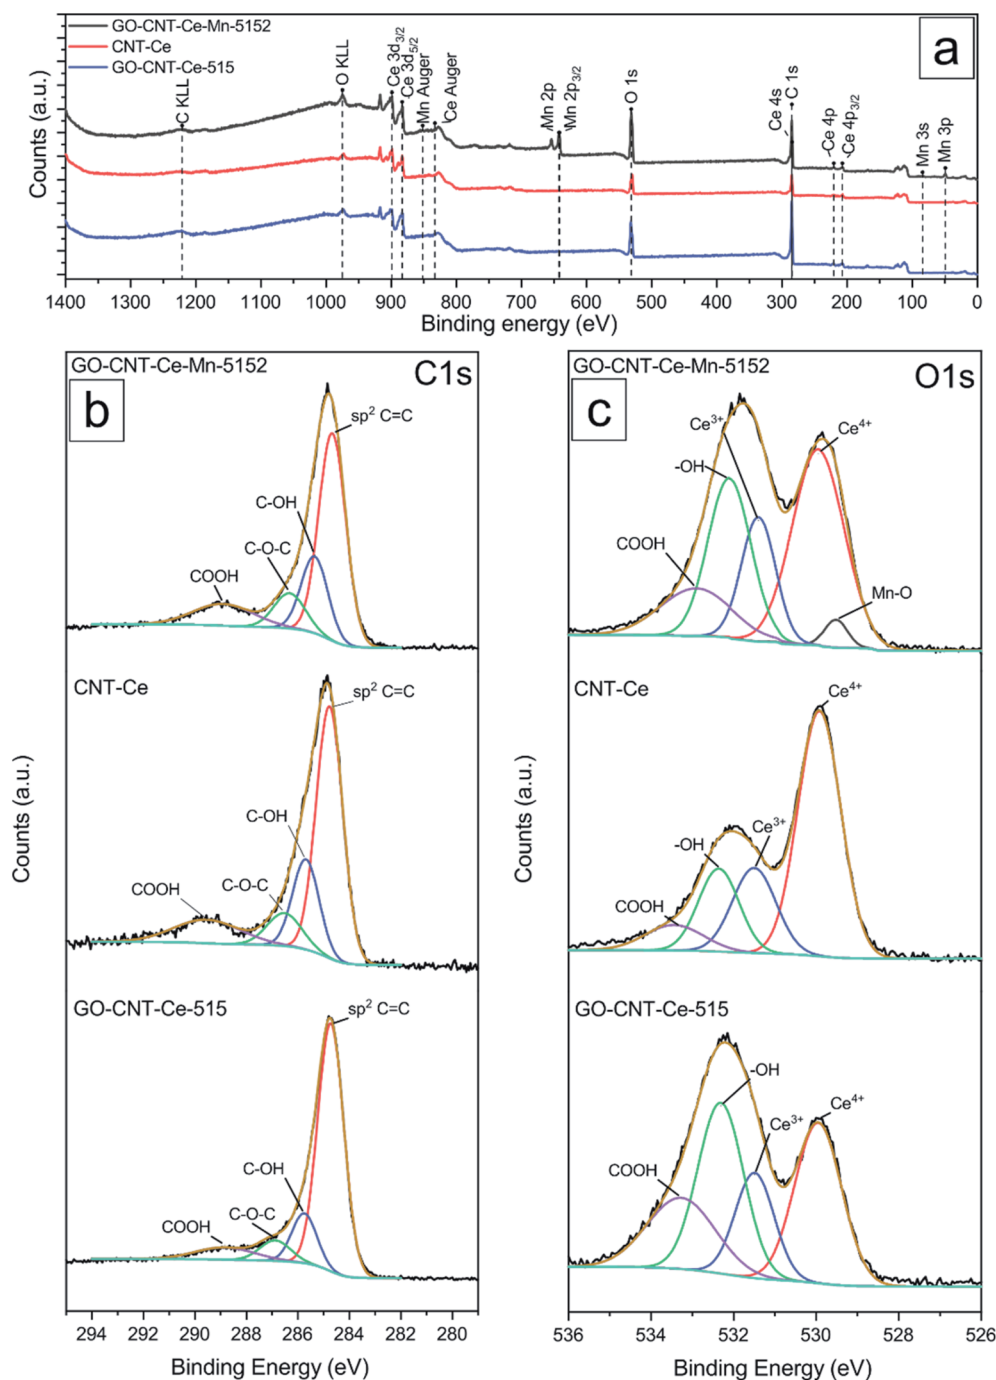 GO-CNT-Ce-Mn-5152
CNT-Ce
GO-CNT-Ce-515
a
C KLL
O KLL
Ce 3d3/2
Ce 3d5/2
Mn Auger
Ce Auger
Mn 2p
Mn 2p3/2
O 1s
Ce 4s
C 1s
Ce 4p
Ce 4p3/2
Mn 3s
Mn 3p
Counts (a.u.)
1400 1300 1200 1100 1000 900 800 700 600 500 400 300 200 100 0
Binding energy (eV)
GO-CNT-Ce-Mn-5152
C1s
b
sp² C=C
C-OH
C-O-C
COOH
CNT-Ce
sp² C=C
C-OH
C-O-C
COOH
GO-CNT-Ce-515
sp² C=C
C-OH
C-O-C
COOH
Counts (a.u.)
294 292 290 288 286 284 282 280
Binding Energy (eV)
GO-CNT-Ce-Mn-5152
O1s
c
Ce³⁺
Ce⁴⁺
-OH
COOH
Mn-O
CNT-Ce
Ce⁴⁺
Ce³⁺
-OH
COOH
GO-CNT-Ce-515
-OH
Ce³⁺
Ce⁴⁺
COOH
Counts (a.u.)
536 534 532 530 528 526
Binding Energy (eV)